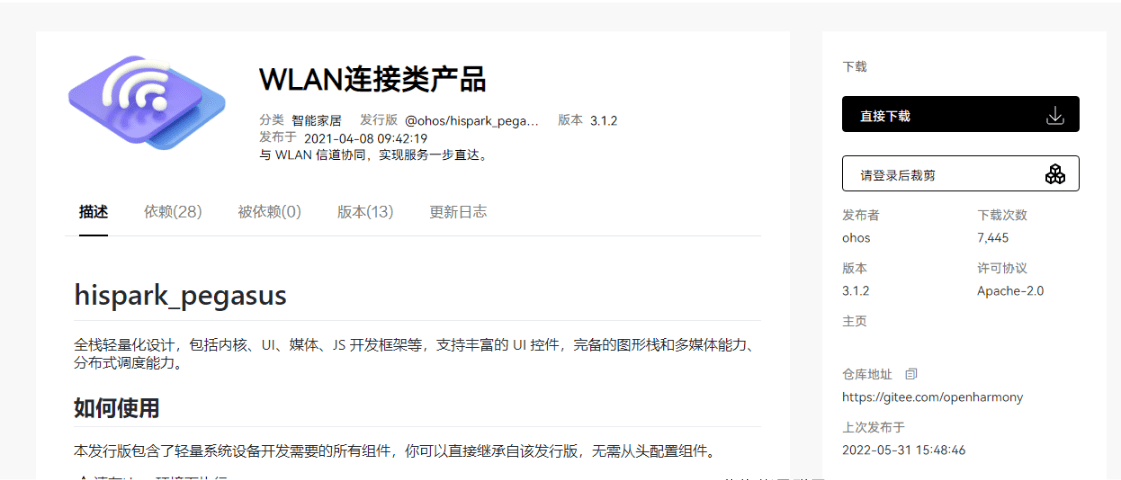 WLAN连接类产品
分类 智能家居 发行版 @ohos/hispark_pega... 版本 3.1.2
发布于 2021-04-08 09:42:19
与 WLAN 信道协同，实现服务一步直达。
描述 依赖(28) 被依赖(0) 版本(13) 更新日志
hispark_pegasus
全栈轻量化设计，包括内核、UI、媒体、JS 开发框架等，支持丰富的 UI 控件，完备的图形栈和多媒体能力、
分布式调度能力。
如何使用
本发行版包含了轻量系统设备开发需要的所有组件，你可以直接继承自该发行版，无需从头配置组件。
下载
直接下载
请登录后裁剪
发布者 下载次数
ohos 7,445
版本 许可协议
3.1.2 Apache-2.0
主页
仓库地址
https://gitee.com/openharmony
上次发布于
2022-05-31 15:48:46